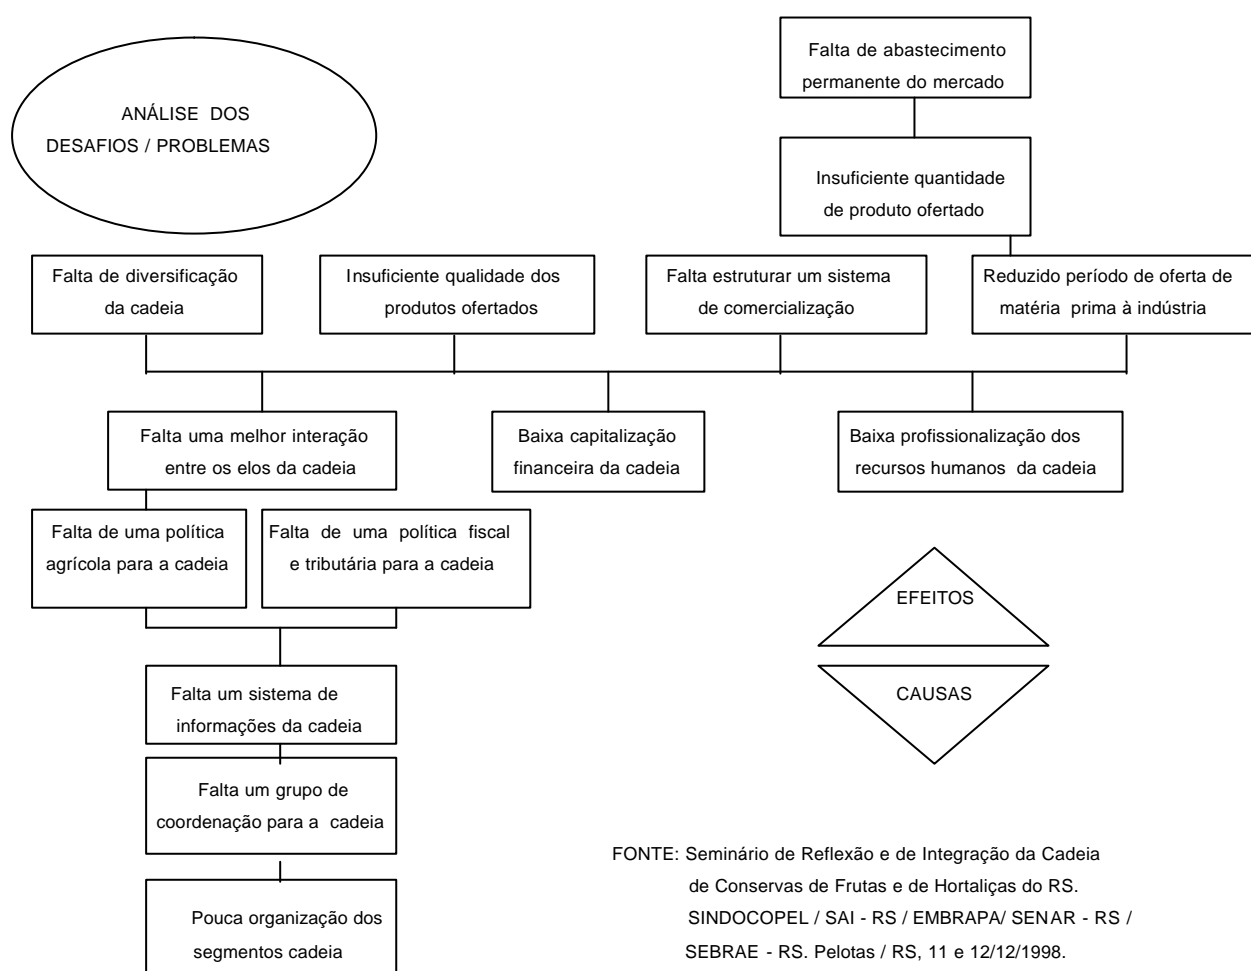 Falta de abastecimento
permanente do mercado
ANÁLISE DOS
DESAFIOS / PROBLEMAS
Insuficiente quantidade
de produto ofertado
Falta de diversificação
da cadeia
Insuficiente qualidade dos
produtos ofertados
Falta estruturar um sistema
de comercialização
Reduzido período de oferta de
matéria prima à indústria
Falta uma melhor interação
entre os elos da cadeia
Baixa capitalização
financeira da cadeia
Baixa profissionalização dos
recursos humanos da cadeia
Falta de uma política
agrícola para a cadeia
Falta de uma política fiscal
e tributária para a cadeia
EFEITOS
CAUSAS
Falta um sistema de
informações da cadeia
Falta um grupo de
coordenação para a cadeia
Pouca organização dos
segmentos cadeia
FONTE: Seminário de Reflexão e de Integração da Cadeia
de Conservas de Frutas e de Hortaliças do RS.
SINDOCOPEL / SAI - RS / EMBRAPA/ SENAR - RS /
SEBRAE - RS. Pelotas / RS, 11 e 12/12/1998.